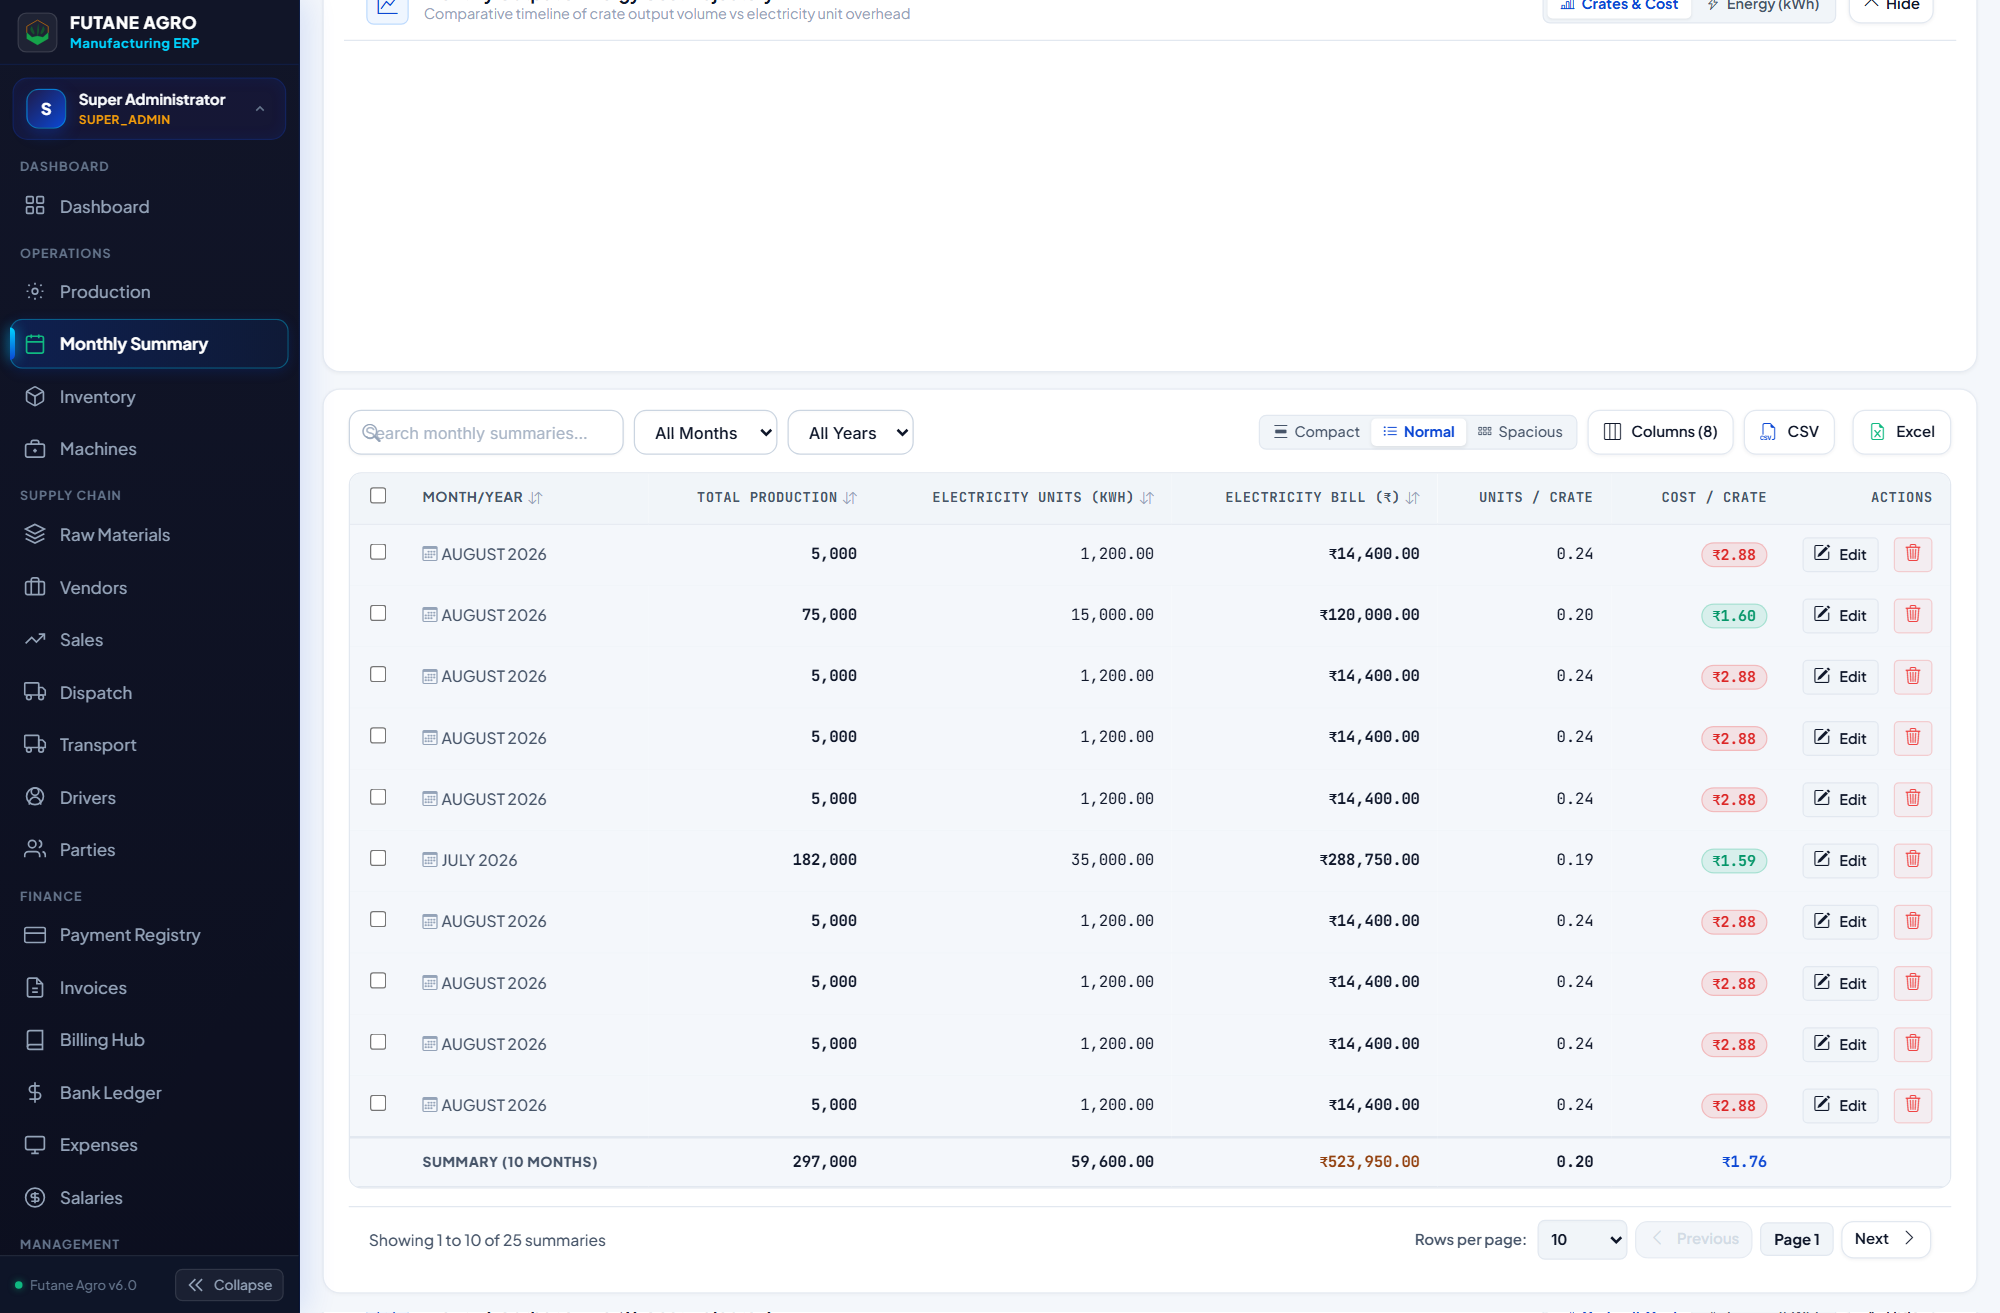 FUTANE AGRO
Manufacturing ERP
S
Super Administrator
SUPER_ADMIN
DASHBOARD
Dashboard
OPERATIONS
Production
Monthly Summary
Inventory
Machines
SUPPLY CHAIN
Raw Materials
Vendors
Sales
Dispatch
Transport
Drivers
Parties
FINANCE
Payment Registry
Invoices
Billing Hub
Bank Ledger
Expenses
Salaries
MANAGEMENT
Futane Agro v6.0
Collapse
Comparative timeline of crate output volume vs electricity unit overhead
Crates & Cost
Energy (kWh)
Hide
Search monthly summaries...
All Months
All Years
Compact
Normal
Spacious
Columns (8)
CSV
Excel
MONTH/YEAR TOTAL PRODUCTION ELECTRICITY UNITS (KWH) ELECTRICITY BILL (₹) UNITS / CRATE COST / CRATE ACTIONS
AUGUST 2026 5,000 1,200.00 ₹14,400.00 0.24 ₹2.88 Edit
AUGUST 2026 75,000 15,000.00 ₹120,000.00 0.20 ₹1.60 Edit
AUGUST 2026 5,000 1,200.00 ₹14,400.00 0.24 ₹2.88 Edit
AUGUST 2026 5,000 1,200.00 ₹14,400.00 0.24 ₹2.88 Edit
AUGUST 2026 5,000 1,200.00 ₹14,400.00 0.24 ₹2.88 Edit
JULY 2026 182,000 35,000.00 ₹288,750.00 0.19 ₹1.59 Edit
AUGUST 2026 5,000 1,200.00 ₹14,400.00 0.24 ₹2.88 Edit
AUGUST 2026 5,000 1,200.00 ₹14,400.00 0.24 ₹2.88 Edit
AUGUST 2026 5,000 1,200.00 ₹14,400.00 0.24 ₹2.88 Edit
AUGUST 2026 5,000 1,200.00 ₹14,400.00 0.24 ₹2.88 Edit
SUMMARY (10 MONTHS) 297,000 59,600.00 ₹523,950.00 0.20 ₹1.76
Showing 1 to 10 of 25 summaries
Rows per page: 10
Previous
Page 1
Next